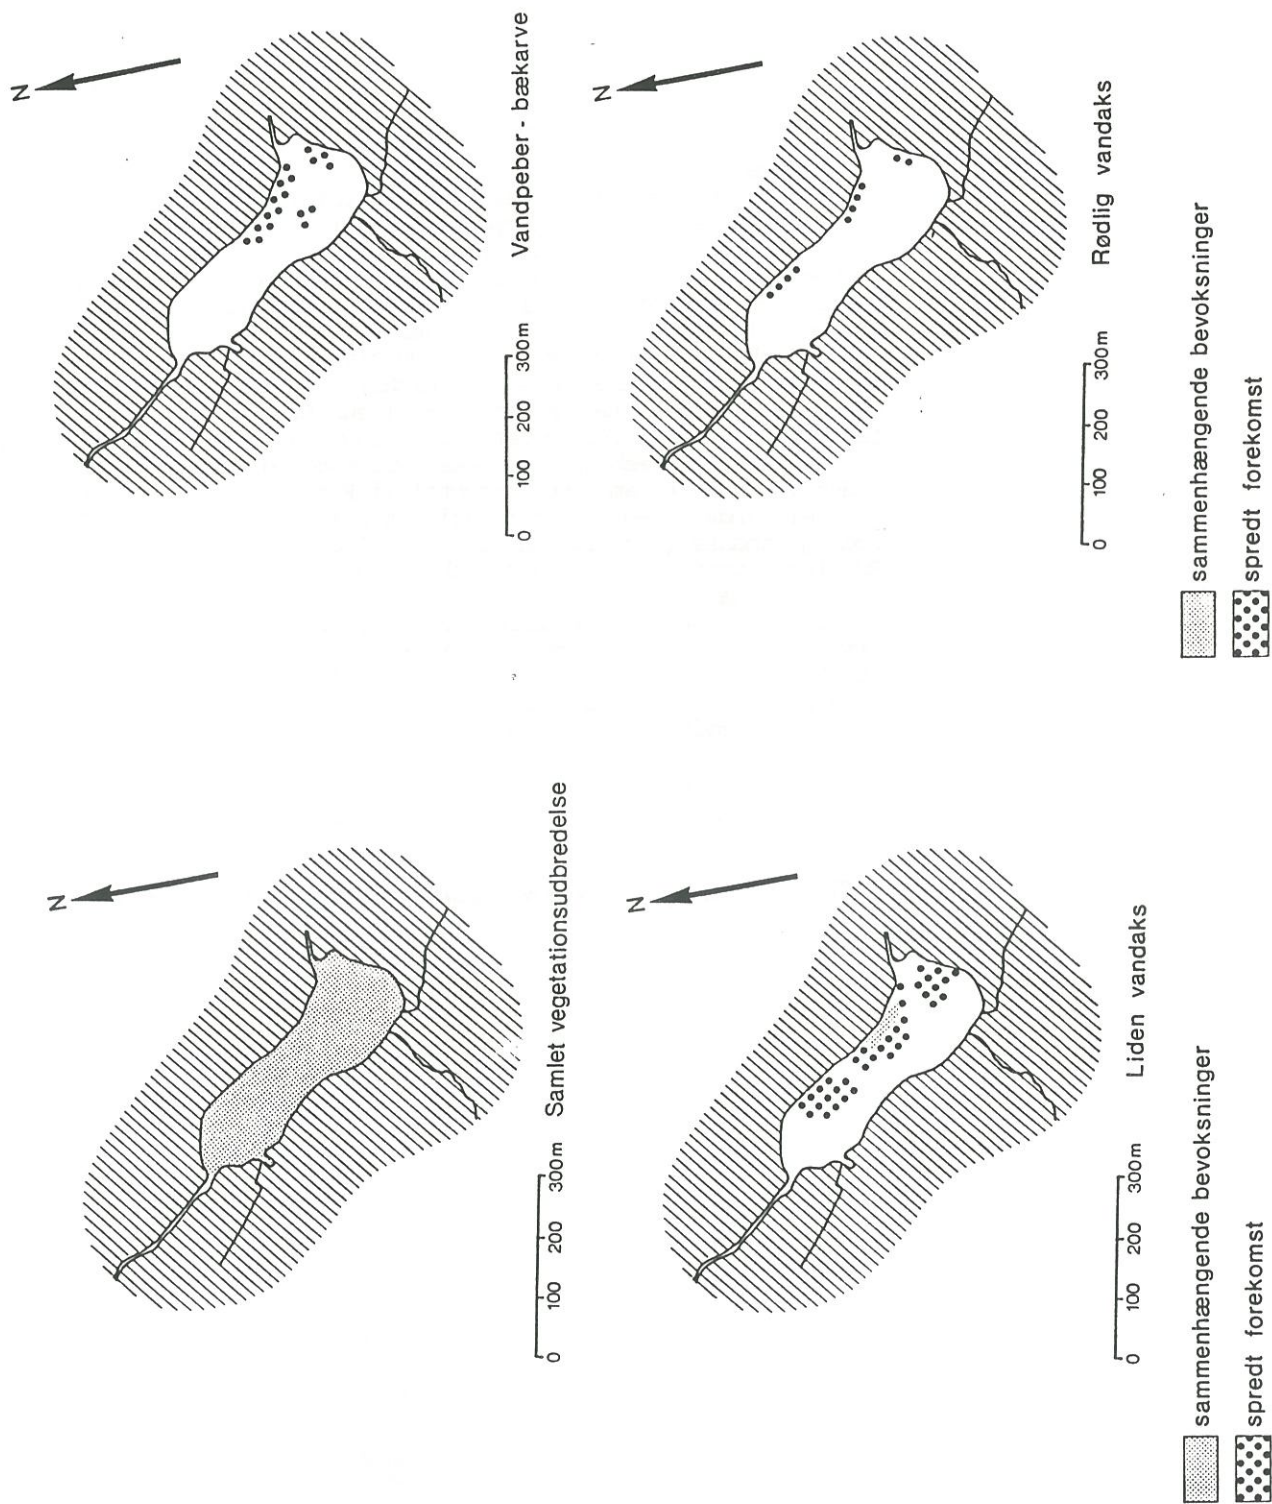 N
Samlet vegetationsudbredelse
0 100 200 300m
N
Vandpeber - bækarve
0 100 200 300m
N
Liden vandaks
0 100 200 300m
N
Rødlig vandaks
0 100 200 300m
sammenhængende bevoksninger
spredt forekomst
sammenhængende bevoksninger
spredt forekomst